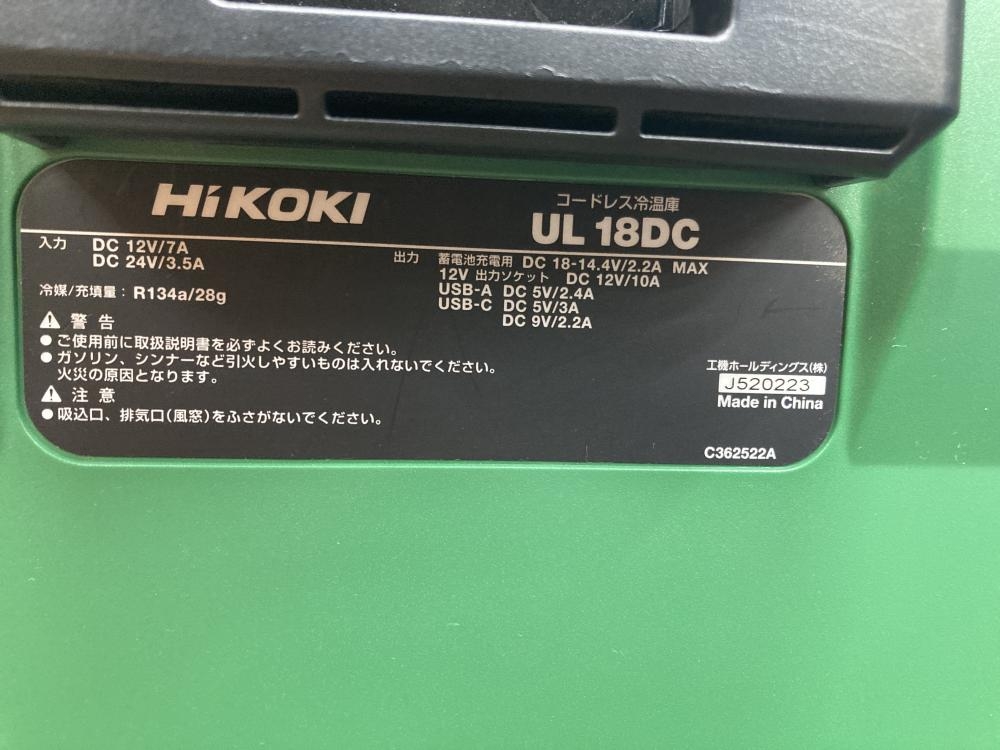 HiKOKI
コードレス冷温庫
UL 18DC
入力 DC 12V/7A
DC 24V/3.5A
冷媒/充填量: R134a/28g
出力 蓄電池充電用 DC 18-14.4V/2.2A MAX
12V 出力ソケット DC 12V/10A
USB-A DC 5V/2.4A
USB-C DC 5V/3A
DC 9V/2.2A
⚠ 警告
● ご使用前に取扱説明書を必ずよくお読みください。
● ガソリン、シンナーなど引火しやすいものは入れないでください。
火災の原因となります。
⚠ 注意
● 吸込口、排気口(風窓)をふさがないでください。
工機ホールディングス(株)
J520223
Made in China
C362522A